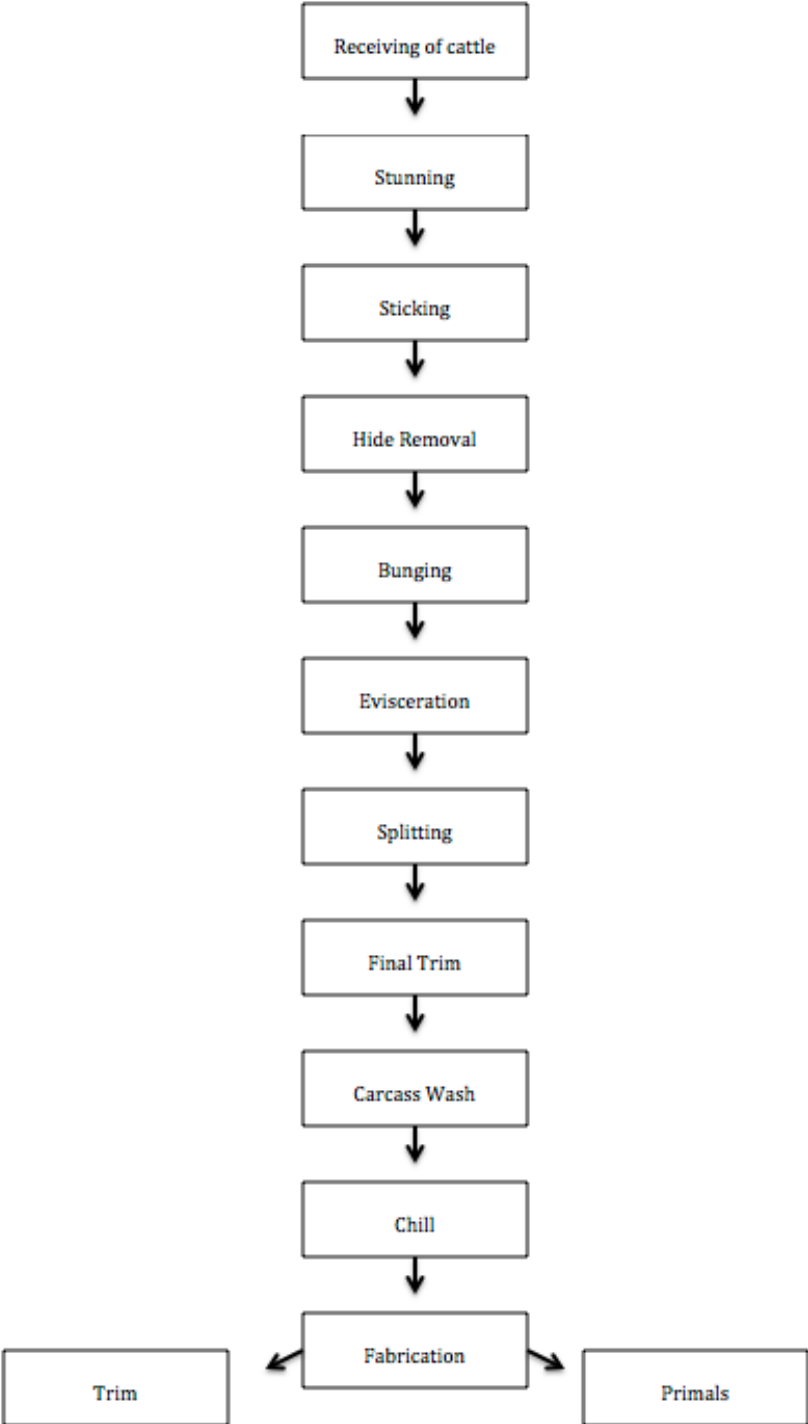 Receiving of cattle
Stunning
Sticking
Hide Removal
Bunging
Evisceration
Splitting
Final Trim
Carcass Wash
Chill
Fabrication
Trim
Primals